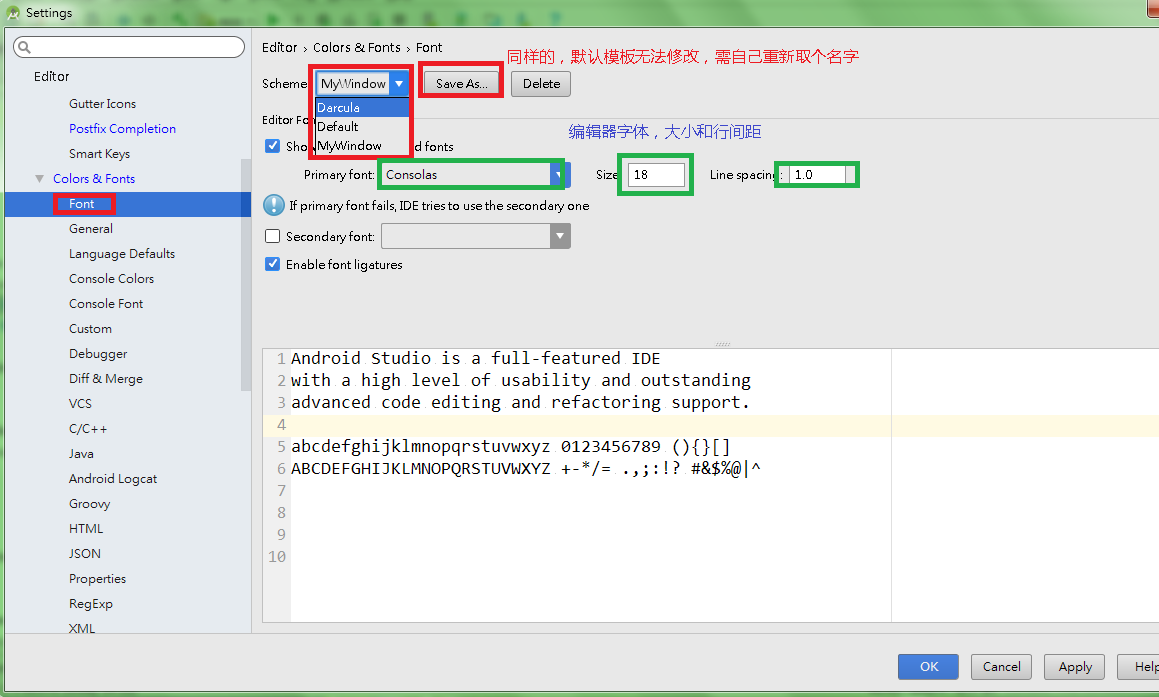 Settings
Editor
Gutter Icons
Postfix Completion
Smart Keys
Colors & Fonts
Font
General
Language Defaults
Console Colors
Console Font
Custom
Debugger
Diff & Merge
VCS
C/C++
Java
Android Logcat
Groovy
HTML
JSON
Properties
RegExp
XML
Editor › Colors & Fonts › Font
同样的，默认模板无法修改，需自己重新取个名字
Scheme MyWindow Save As... Delete
Darcula
Default
MyWindow
Editor Fo
编辑器字体，大小和行间距
Sho d fonts
Primary font: Consolas Size 18 Line spacing: 1.0
If primary font fails, IDE tries to use the secondary one
Secondary font:
Enable font ligatures
1 Android Studio is a full-featured IDE
2 with a high level of usability and outstanding
3 advanced code editing and refactoring support.
4
5 abcdefghijklmnopqrstuvwxyz 0123456789 (){}[]
6 ABCDEFGHIJKLMNOPQRSTUVWXYZ +-*/= .,;:!? #&$%@|^
7
8
9
10
OK Cancel Apply Help